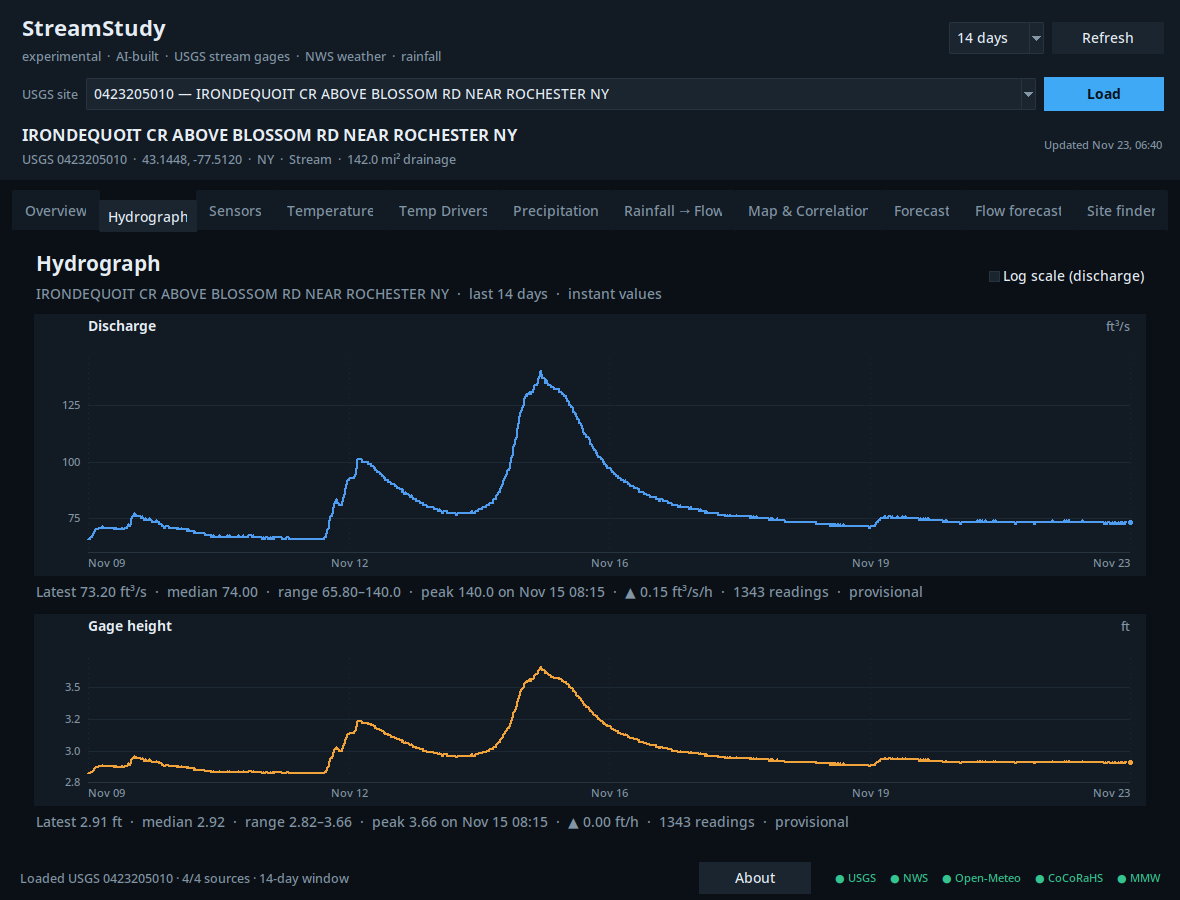 StreamStudy
experimental · AI-built · USGS stream gages · NWS weather · rainfall
14 days
Refresh
USGS site
0423205010 — IRONDEQUOIT CR ABOVE BLOSSOM RD NEAR ROCHESTER NY
Load
IRONDEQUOIT CR ABOVE BLOSSOM RD NEAR ROCHESTER NY
USGS 0423205010 · 43.1448, -77.5120 · NY · Stream · 142.0 mi² drainage
Updated Nov 23, 06:40
Overview Hydrograph Sensors Temperature Temp Drivers Precipitation Rainfall → Flow Map & Correlation Forecast Flow forecast Site finder
Hydrograph
IRONDEQUOIT CR ABOVE BLOSSOM RD NEAR ROCHESTER NY · last 14 days · instant values
Log scale (discharge)
Discharge
ft³/s
125
100
75
Nov 09 Nov 12 Nov 16 Nov 19 Nov 23
Latest 73.20 ft³/s · median 74.00 · range 65.80–140.0 · peak 140.0 on Nov 15 08:15 · ▲ 0.15 ft³/s/h · 1343 readings · provisional
Gage height
ft
3.5
3.2
3.0
2.8
Nov 09 Nov 12 Nov 16 Nov 19 Nov 23
Latest 2.91 ft · median 2.92 · range 2.82–3.66 · peak 3.66 on Nov 15 08:15 · ▲ 0.00 ft/h · 1343 readings · provisional
Loaded USGS 0423205010 · 4/4 sources · 14-day window
About
● USGS ● NWS ● Open-Meteo ● CoCoRaHS ● MMW